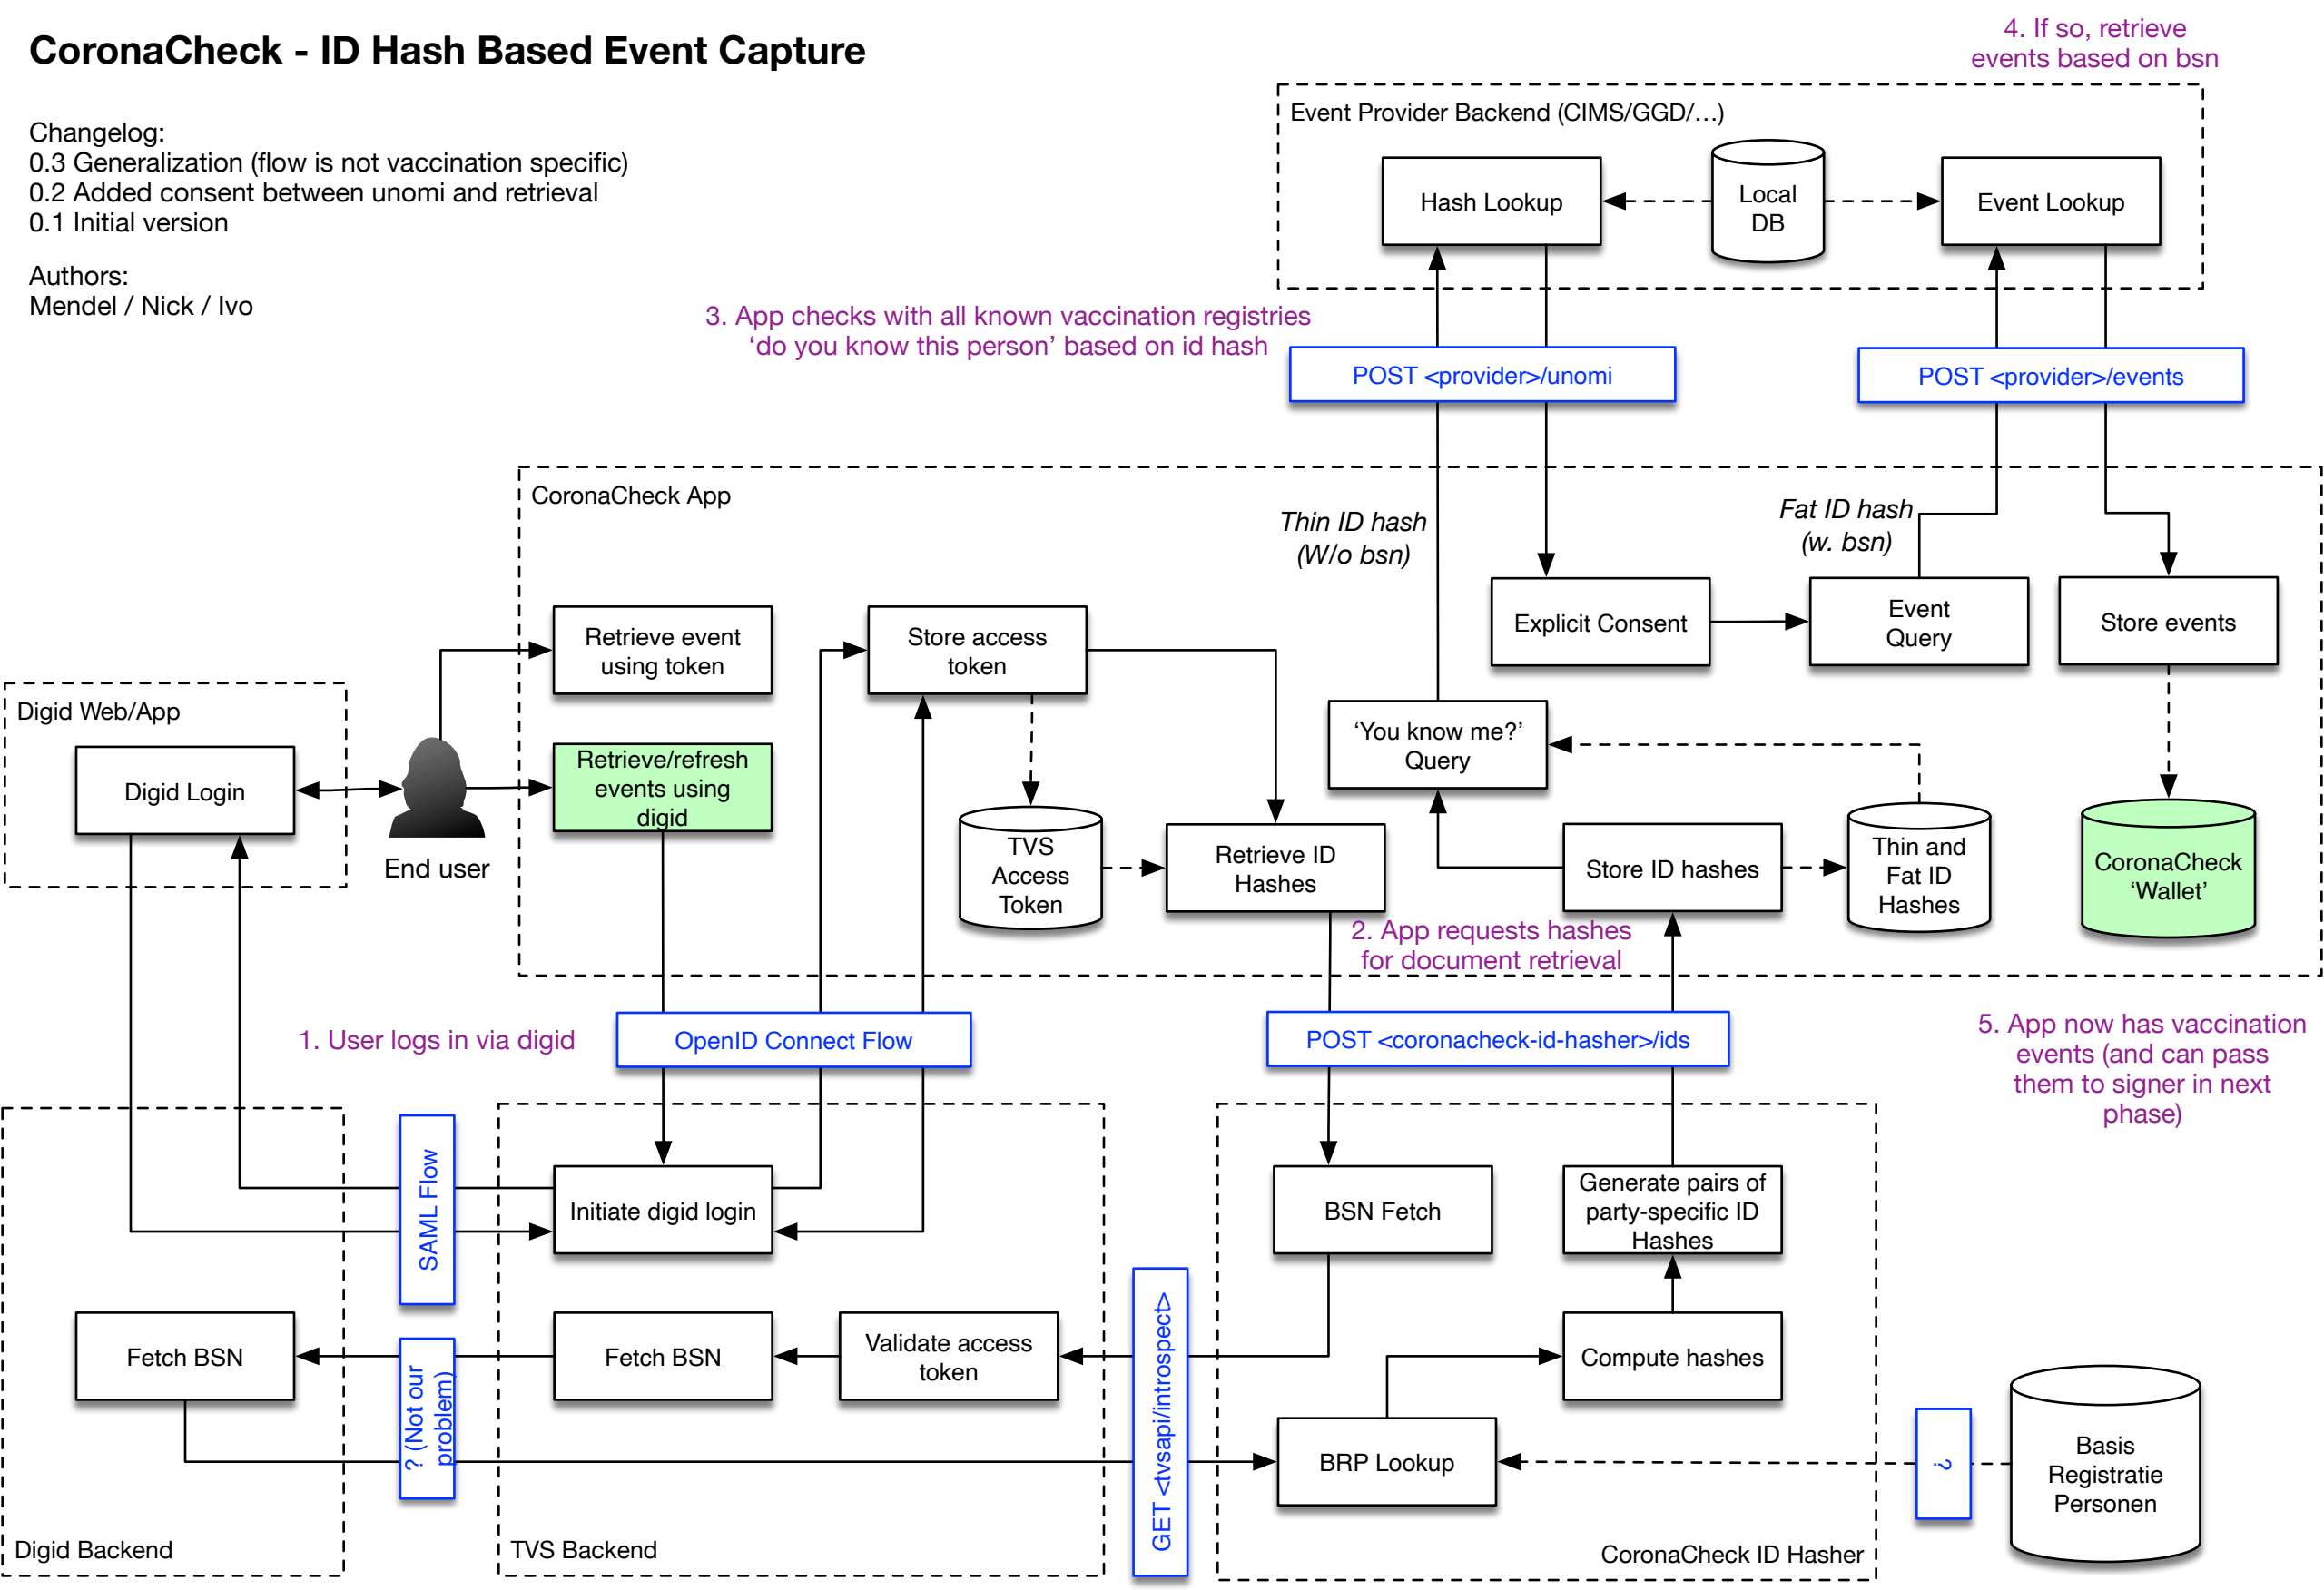 CoronaCheck - ID Hash Based Event Capture
Changelog:
0.3 Generalization (flow is not vaccination specific)
0.2 Added consent between unomi and retrieval
0.1 Initial version
Authors:
Mendel / Nick / Ivo
4. If so, retrieve
events based on bsn
Event Provider Backend (CIMS/GGD/…)
Hash Lookup
Local
DB
Event Lookup
3. App checks with all known vaccination registries
‘do you know this person’ based on id hash
POST <provider>/unomi
POST <provider>/events
CoronaCheck App
Thin ID hash
(W/o bsn)
Fat ID hash
(w. bsn)
Retrieve event
using token
Store access
token
Explicit Consent
Event
Query
Store events
Digid Web/App
Digid Login
End user
Retrieve/refresh
events using
digid
‘You know me?’
Query
TVS
Access
Token
Retrieve ID
Hashes
Store ID hashes
Thin and
Fat ID
Hashes
CoronaCheck
‘Wallet’
2. App requests hashes
for document retrieval
1. User logs in via digid
OpenID Connect Flow
POST <coronacheck-id-hasher>/ids
5. App now has vaccination
events (and can pass
them to signer in next
phase)
SAML Flow
Initiate digid login
BSN Fetch
Generate pairs of
party-specific ID
Hashes
Fetch BSN
? (Not our
problem)
Fetch BSN
Validate access
token
GET <tvsapi/introspect>
Compute hashes
BRP Lookup
?
Basis
Registratie
Personen
Digid Backend
TVS Backend
CoronaCheck ID Hasher